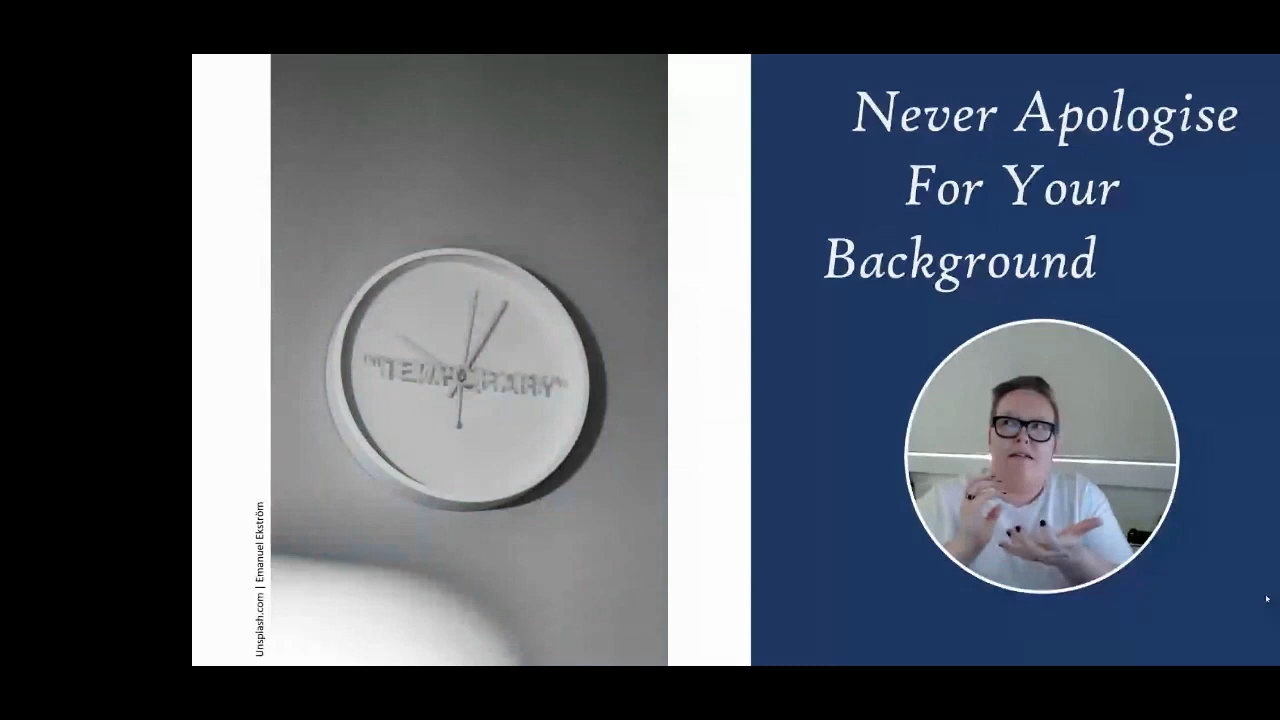 Never Apologise
For Your
Background
"TEMPORARY"
Unsplash.com | Emanuel Ekström